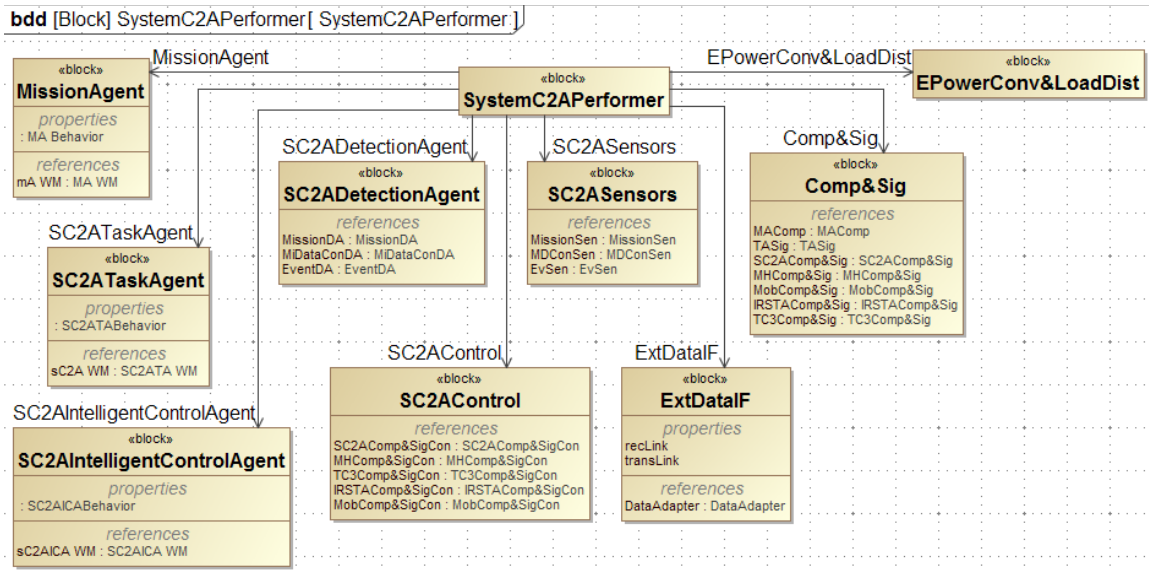 bdd [Block] SystemC2APerformer[ SystemC2APerformer ]
MissionAgent
EPowerConv&LoadDist
«block»
MissionAgent
properties
: MA Behavior
references
mA WM : MA WM
«block»
SystemC2APerformer
«block»
EPowerConv&LoadDist
SC2ADetectionAgent
«block»
SC2ADetectionAgent
references
MissionDA : MissionDA
MiDataConDA : MiDataConDA
EventDA : EventDA
SC2ASensors
«block»
SC2ASensors
references
MissionSen : MissionSen
MDConSen : MDConSen
EvSen : EvSen
Comp&Sig
«block»
Comp&Sig
references
MAComp : MAComp
TASig : TASig
SC2AComp&Sig : SC2AComp&Sig
MHComp&Sig : MHComp&Sig
MobComp&Sig : MobComp&Sig
IRSTAComp&Sig : IRSTAComp&Sig
TC3Comp&Sig : TC3Comp&Sig
SC2ATaskAgent
«block»
SC2ATaskAgent
properties
: SC2ATABehavior
references
sC2A WM : SC2ATA WM
SC2AControl
«block»
SC2AControl
references
SC2AComp&SigCon : SC2AComp&SigCon
MHComp&SigCon : MHComp&SigCon
TC3Comp&SigCon : TC3Comp&SigCon
IRSTAComp&SigCon : IRSTAComp&SigCon
MobComp&SigCon : MobComp&SigCon
ExtDataIF
«block»
ExtDataIF
properties
recLink
transLink
references
DataAdapter : DataAdapter
SC2AIntelligentControlAgent
«block»
SC2AIntelligentControlAgent
properties
: SC2AICABehavior
references
sC2AICA WM : SC2AICA WM